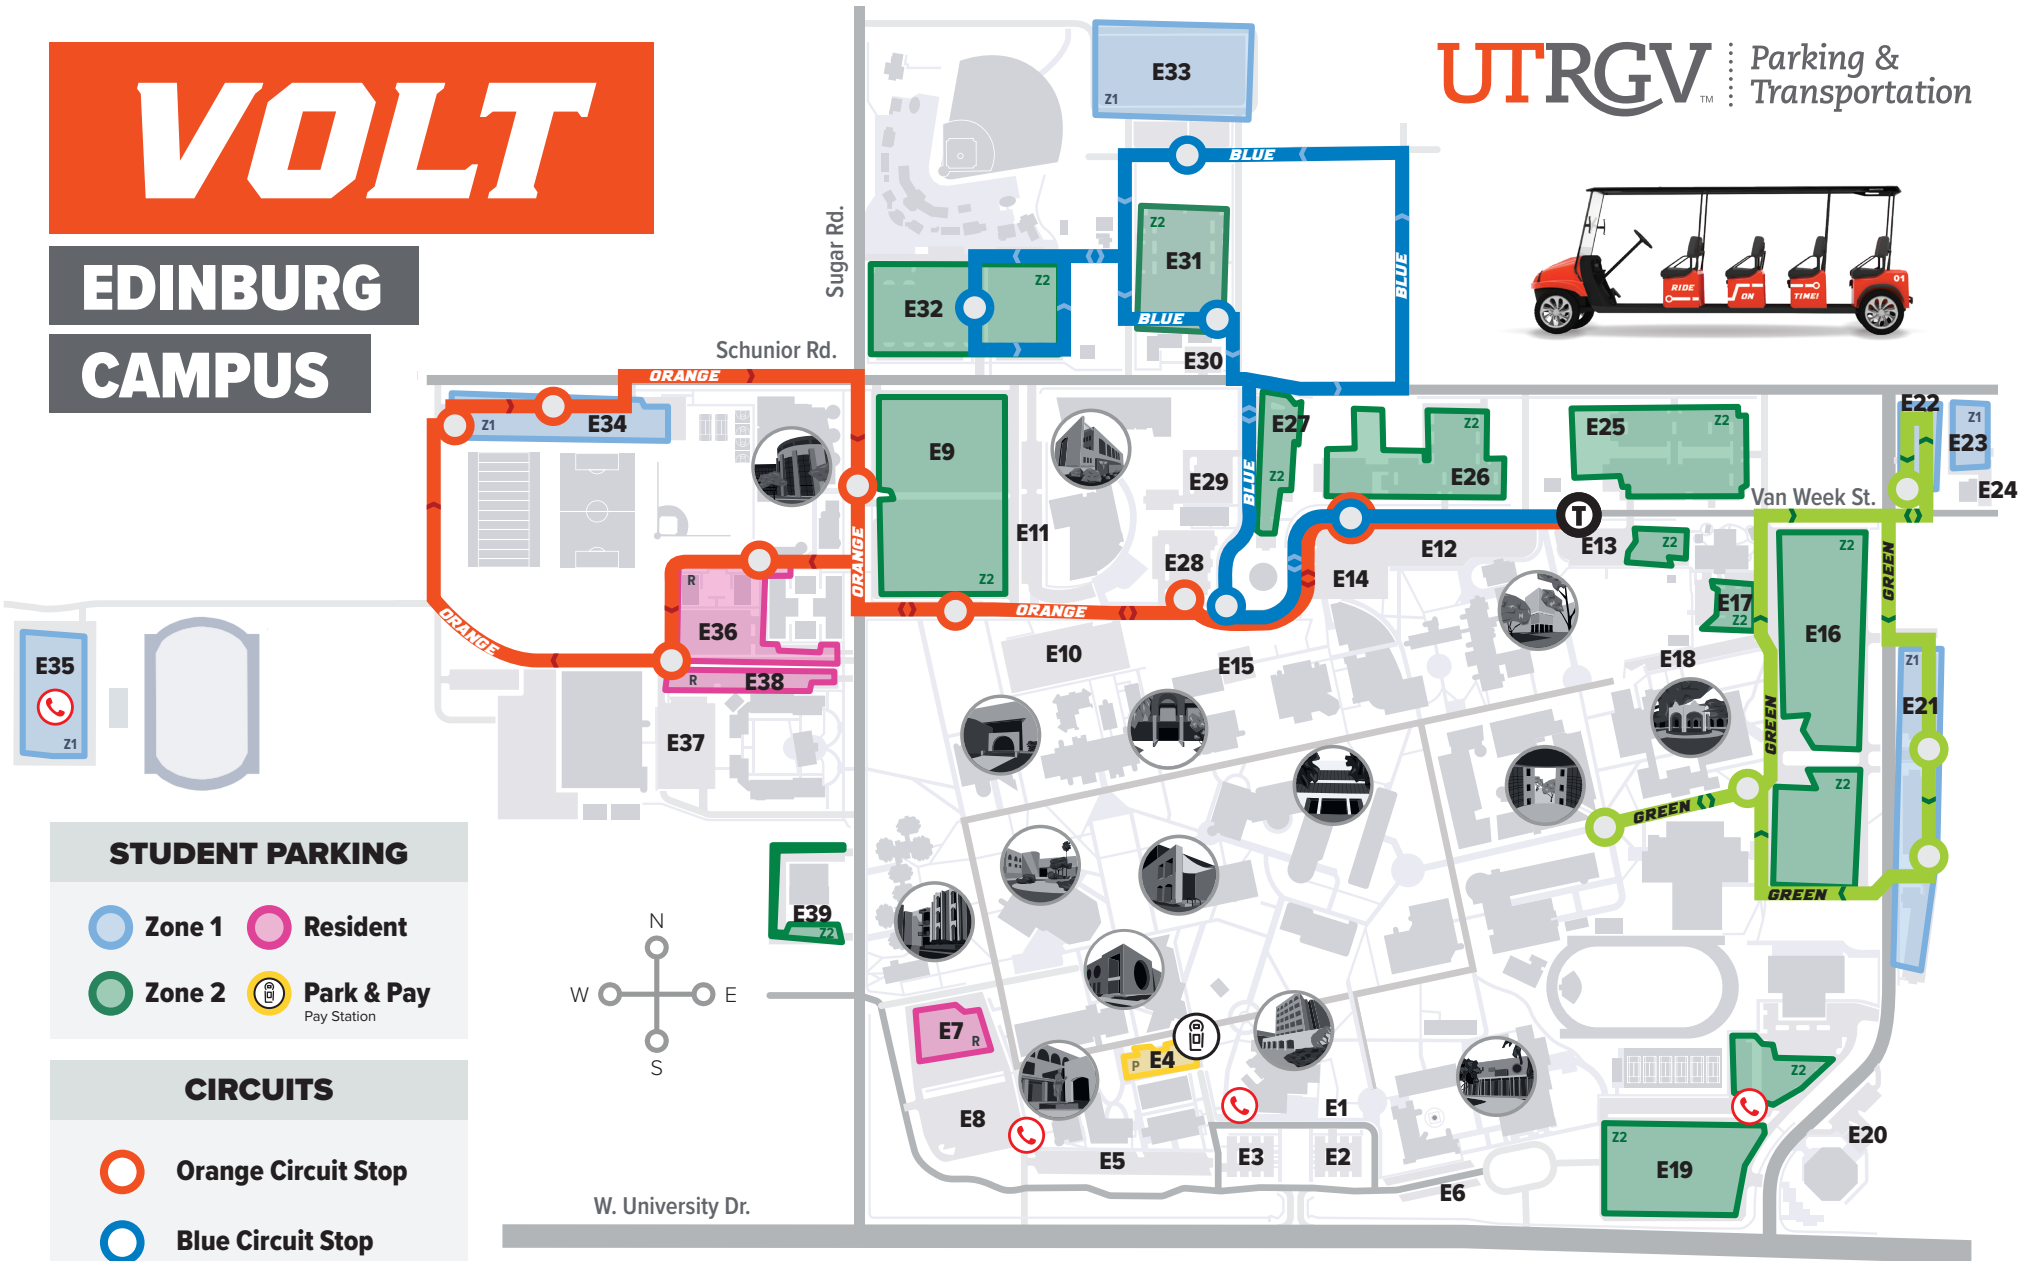 VOLT
EDINBURG
CAMPUS
UTRGV™
Parking &
Transportation
RIDE
ON
TIME!
01
E33
Z1
BLUE
Sugar Rd.
Z2
E31
BLUE
Z2
E32
BLUE
E30
Schunior Rd.
ORANGE
Z1
E34
E9
Z2
E11
E29
BLUE
E27
Z2
Z2
E26
E25
Z2
E22
Z1
E23
E24
Van Week St.
T
E12
E13
Z2
E14
E28
ORANGE
ORANGE
R
E36
R
E38
E37
ORANGE
E35
Z1
E10
E15
E17
Z2
Z2
E16
GREEN
E18
Z1
E21
GREEN
Z2
GREEN
GREEN
E39
Z2
N
W
E
S
E7
R
P
E4
E8
E5
E1
E3
E2
E6
Z2
Z2
E19
E20
W. University Dr.
STUDENT PARKING
Zone 1
Resident
Zone 2
Park & Pay
Pay Station
CIRCUITS
Orange Circuit Stop
Blue Circuit Stop